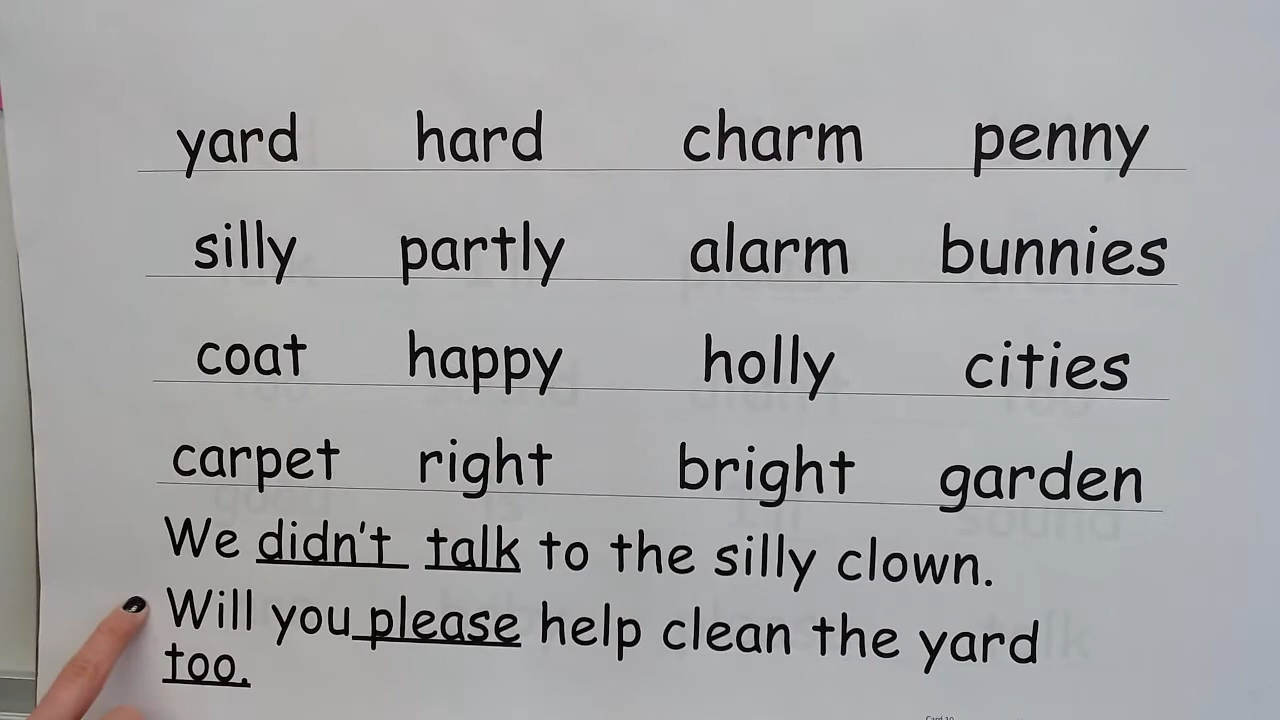 yard hard charm penny
silly partly alarm bunnies
coat happy holly cities
carpet right bright garden
We didn't talk to the silly clown.
Will you please help clean the yard
too.